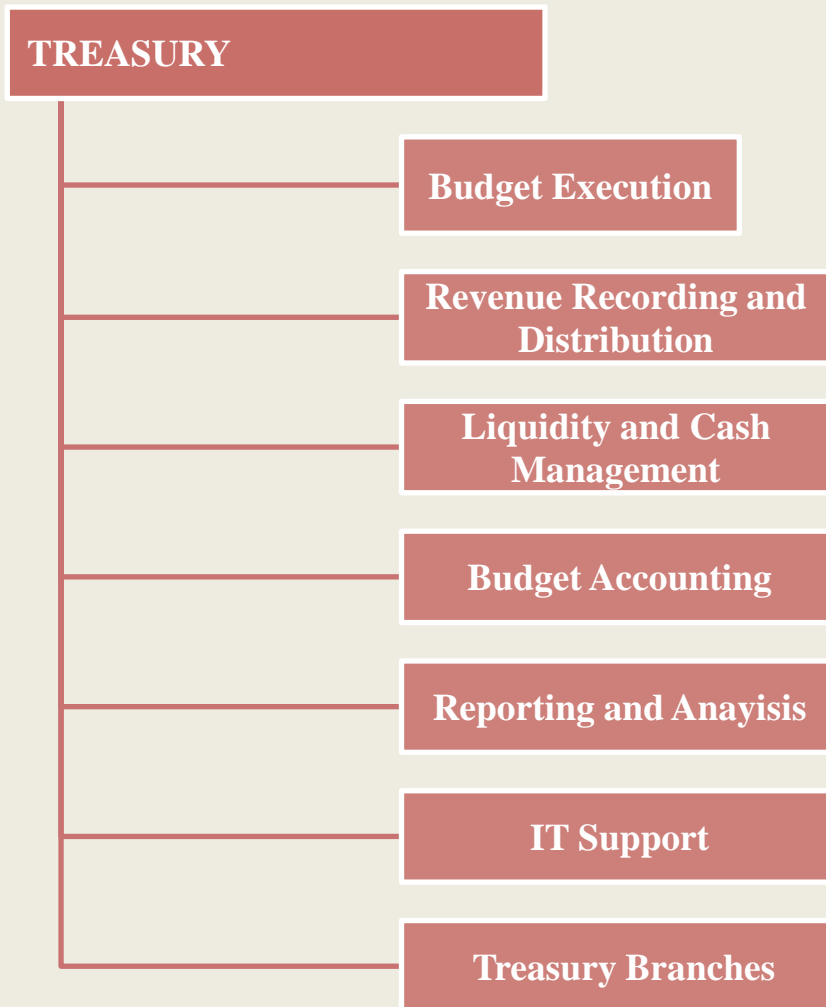 TREASURY
Budget Execution
Revenue Recording and
Distribution
Liquidity and Cash
Management
Budget Accounting
Reporting and Anayisis
IT Support
Treasury Branches